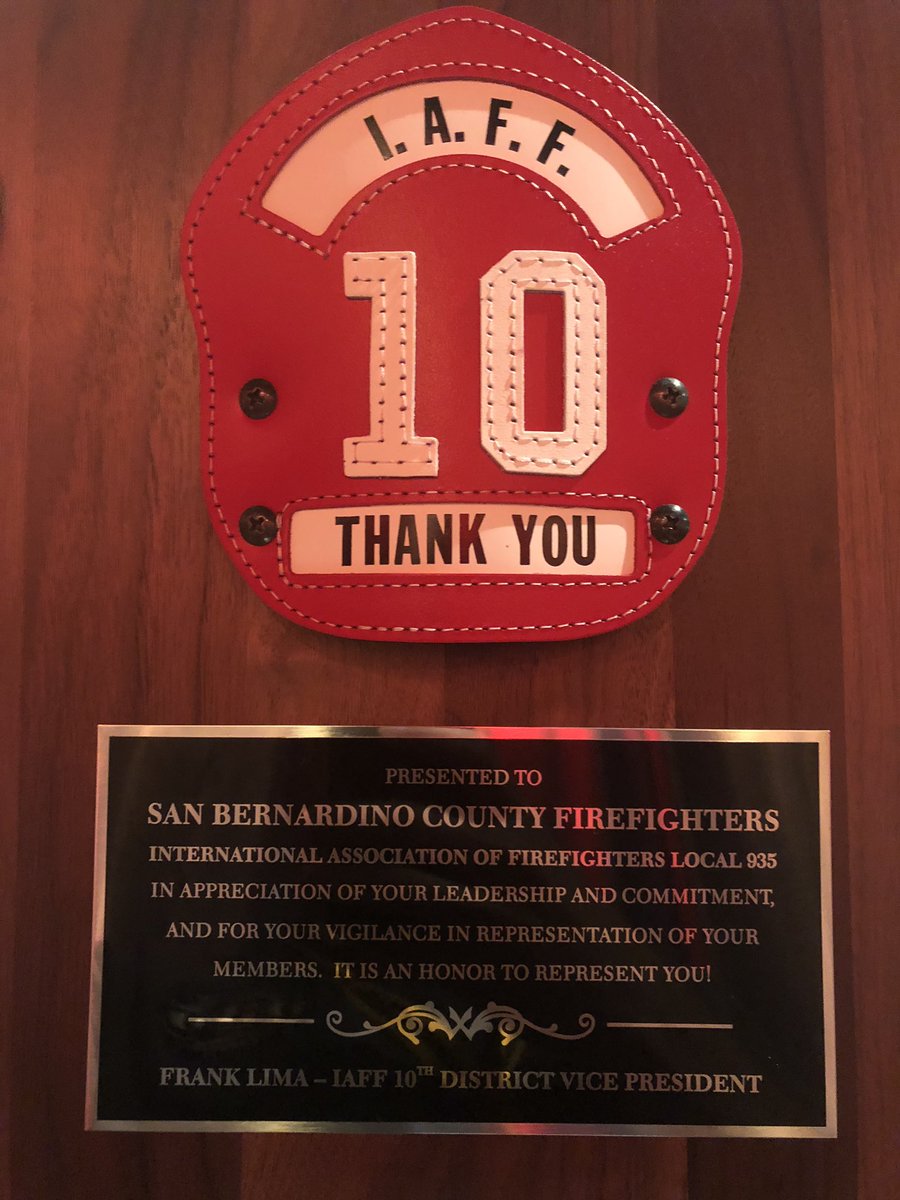 I.A.F.F.
10
THANK YOU
PRESENTED TO
SAN BERNARDINO COUNTY FIREFIGHTERS
INTERNATIONAL ASSOCIATION OF FIREFIGHTERS LOCAL 935
IN APPRECIATION OF YOUR LEADERSHIP AND COMMITMENT,
AND FOR YOUR VIGILANCE IN REPRESENTATION OF YOUR
MEMBERS. IT IS AN HONOR TO REPRESENT YOU!
FRANK LIMA – IAFF 10TH DISTRICT VICE PRESIDENT